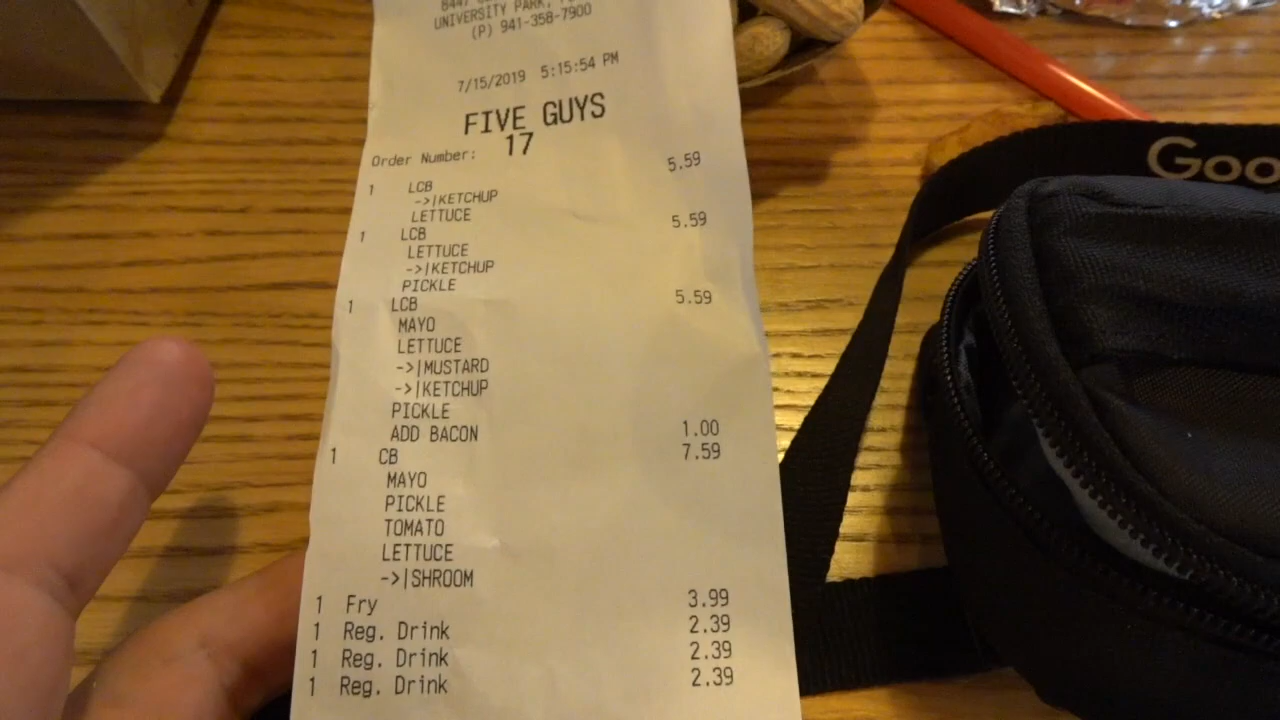 UNIVERSITY PARK,
(P) 941-358-7900
7/15/2019 5:15:54 PM
FIVE GUYS
Order Number: 17
1 LCB 5.59
->|KETCHUP
LETTUCE
1 LCB 5.59
LETTUCE
->|KETCHUP
PICKLE
1 LCB 5.59
MAYO
LETTUCE
->|MUSTARD
->|KETCHUP
PICKLE
ADD BACON 1.00
1 CB 7.59
MAYO
PICKLE
TOMATO
LETTUCE
->|SHROOM
1 Fry 3.99
1 Reg. Drink 2.39
1 Reg. Drink 2.39
1 Reg. Drink 2.39
Goo